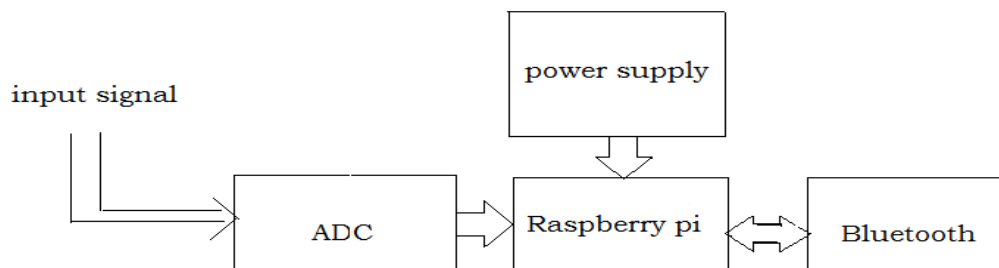 power supply
input signal
ADC
Raspberry pi
Bluetooth